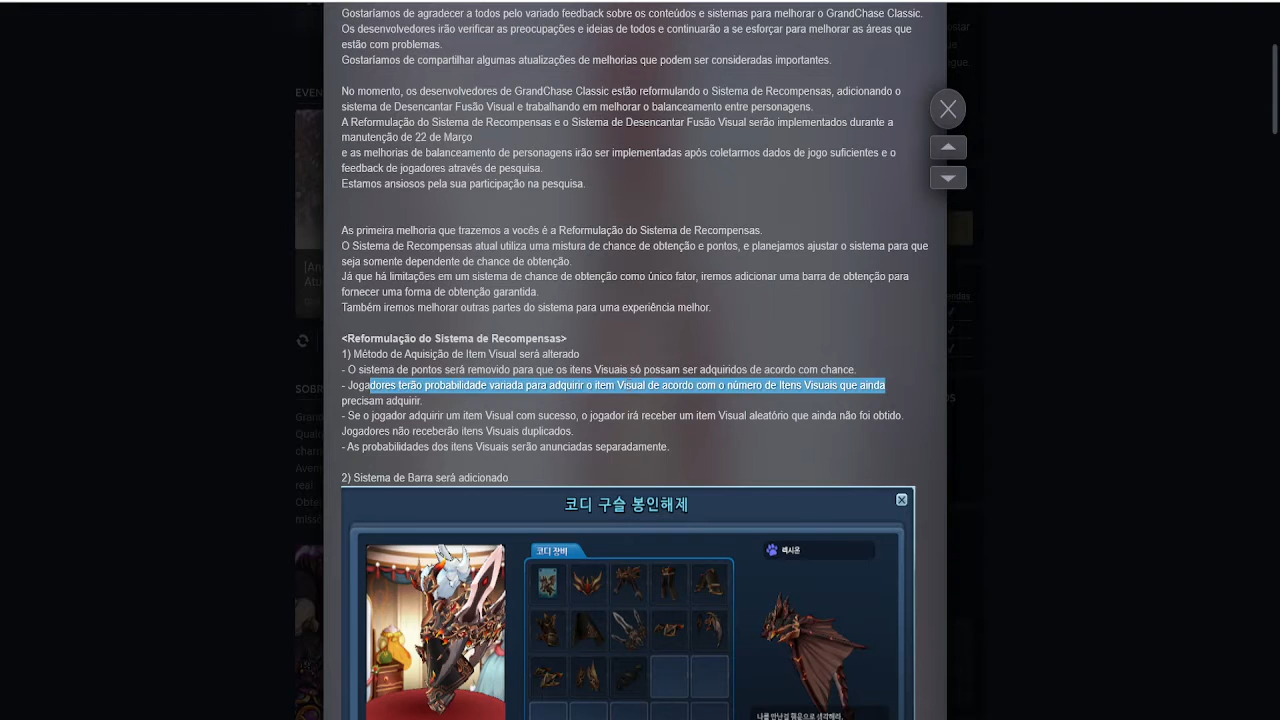 Gostaríamos de agradecer a todos pelo variado feedback sobre os conteúdos e sistemas para melhorar o GrandChase Classic.
Os desenvolvedores irão verificar as preocupações e ideias de todos e continuarão a se esforçar para melhorar as áreas que
estão com problemas.
Gostaríamos de compartilhar algumas atualizações de melhorias que podem ser consideradas importantes.
No momento, os desenvolvedores de GrandChase Classic estão reformulando o Sistema de Recompensas, adicionando o
sistema de Desencantar Fusão Visual e trabalhando em melhorar o balanceamento entre personagens.
A Reformulação do Sistema de Recompensas e o Sistema de Desencantar Fusão Visual serão implementados durante a
manutenção de 22 de Março
e as melhorias de balanceamento de personagens irão ser implementadas após coletarmos dados de jogo suficientes e o
feedback de jogadores através de pesquisa.
Estamos ansiosos pela sua participação na pesquisa.
As primeira melhoria que trazemos a vocês é a Reformulação do Sistema de Recompensas.
O Sistema de Recompensas atual utiliza uma mistura de chance de obtenção e pontos, e planejamos ajustar o sistema para que
seja somente dependente de chance de obtenção.
Já que há limitações em um sistema de chance de obtenção como único fator, iremos adicionar uma barra de obtenção para
fornecer uma forma de obtenção garantida.
Também iremos melhorar outras partes do sistema para uma experiência melhor.
<Reformulação do Sistema de Recompensas>
1) Método de Aquisição de Item Visual será alterado
- O sistema de pontos será removido para que os itens Visuais só possam ser adquiridos de acordo com chance.
- Jogadores terão probabilidade variada para adquirir o item Visual de acordo com o número de Itens Visuais que ainda
precisam adquirir.
- Se o jogador adquirir um item Visual com sucesso, o jogador irá receber um item Visual aleatório que ainda não foi obtido.
Jogadores não receberão itens Visuais duplicados.
- As probabilidades dos itens Visuais serão anunciadas separadamente.
2) Sistema de Barra será adicionado
코디 구슬 봉인해제
코디 장비
렉시온
EVEN
[An
Atu
SOBR
Gran
Qual
cham
Aven
real
Obte
missõ